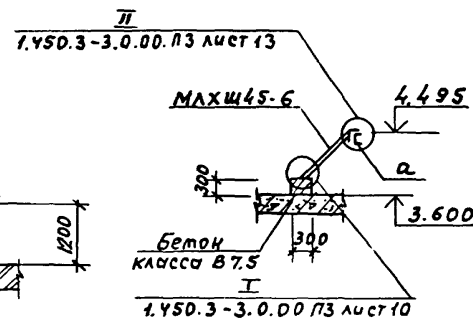 II
1.450.3-3.0.00.ПЗ лист 13
МЛХШ45-6
4.495
а
300
3.600
1200
300
Бетон
класса В7.5
I
1.450.3-3.0.00 ПЗ лист 10